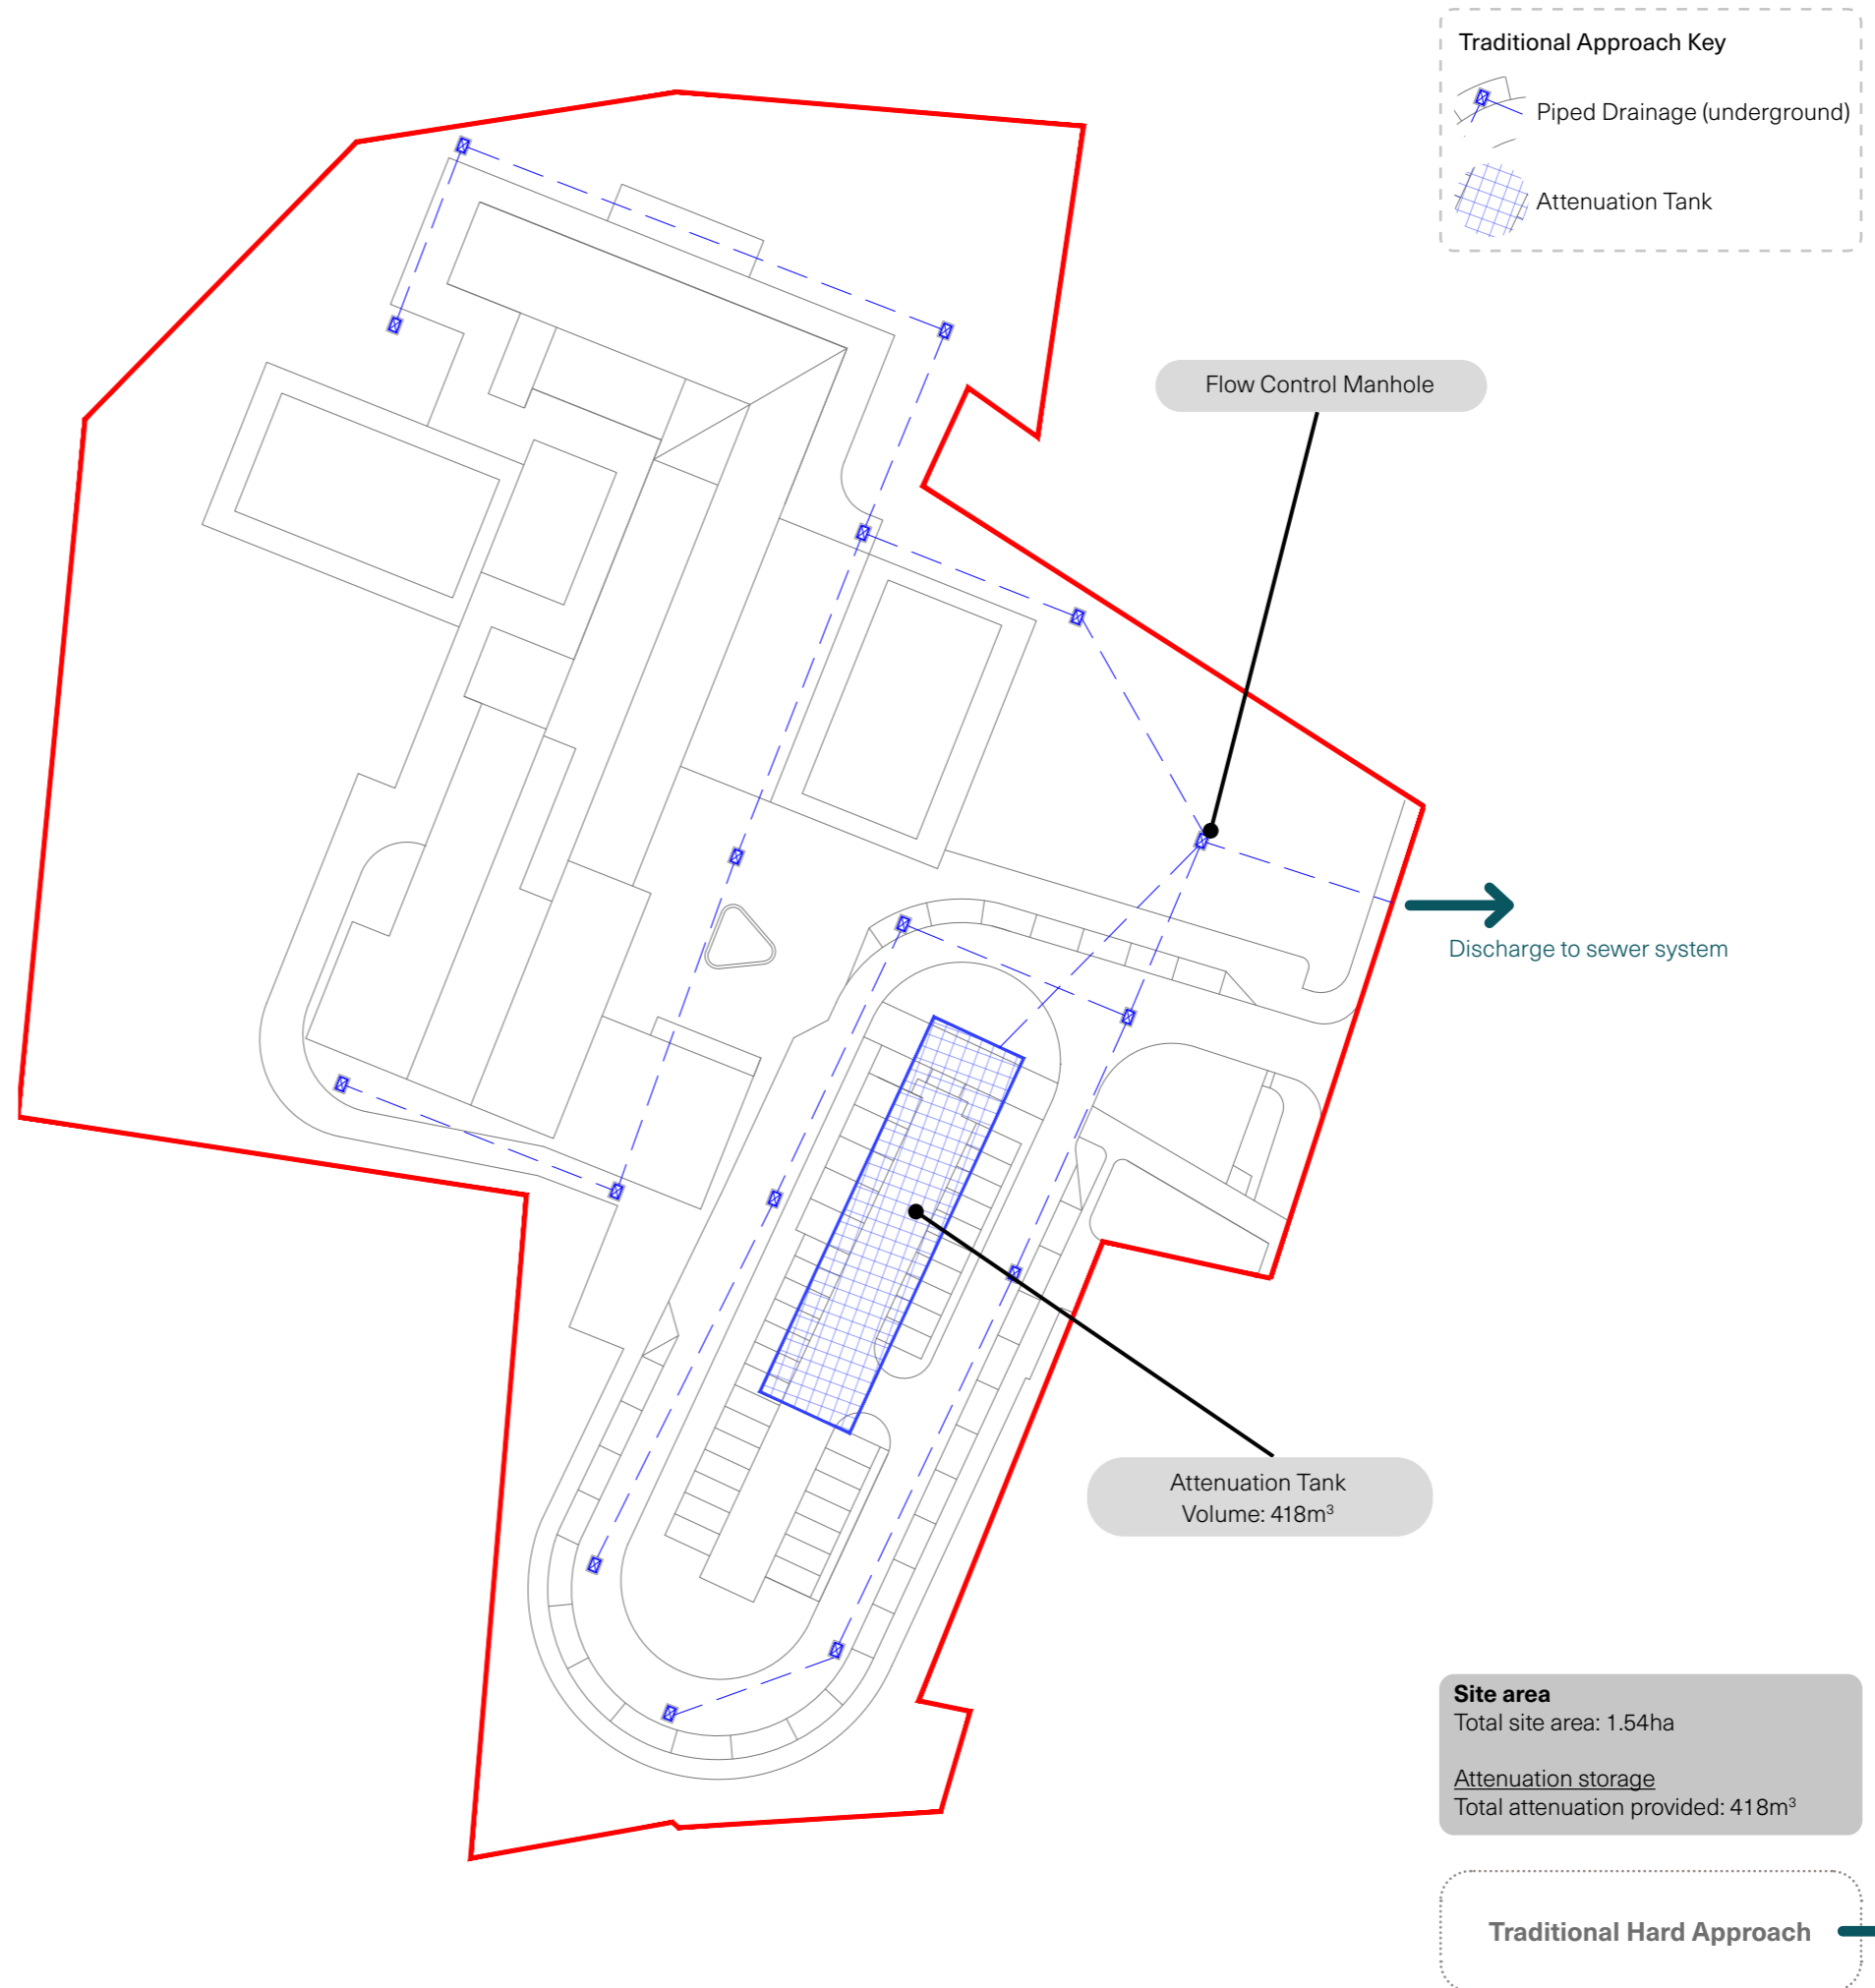 Traditional Approach Key
Piped Drainage (underground)
Attenuation Tank
Flow Control Manhole
Discharge to sewer system
Attenuation Tank
Volume: 418m³
Site area
Total site area: 1.54ha
Attenuation storage
Total attenuation provided: 418m³
Traditional Hard Approach